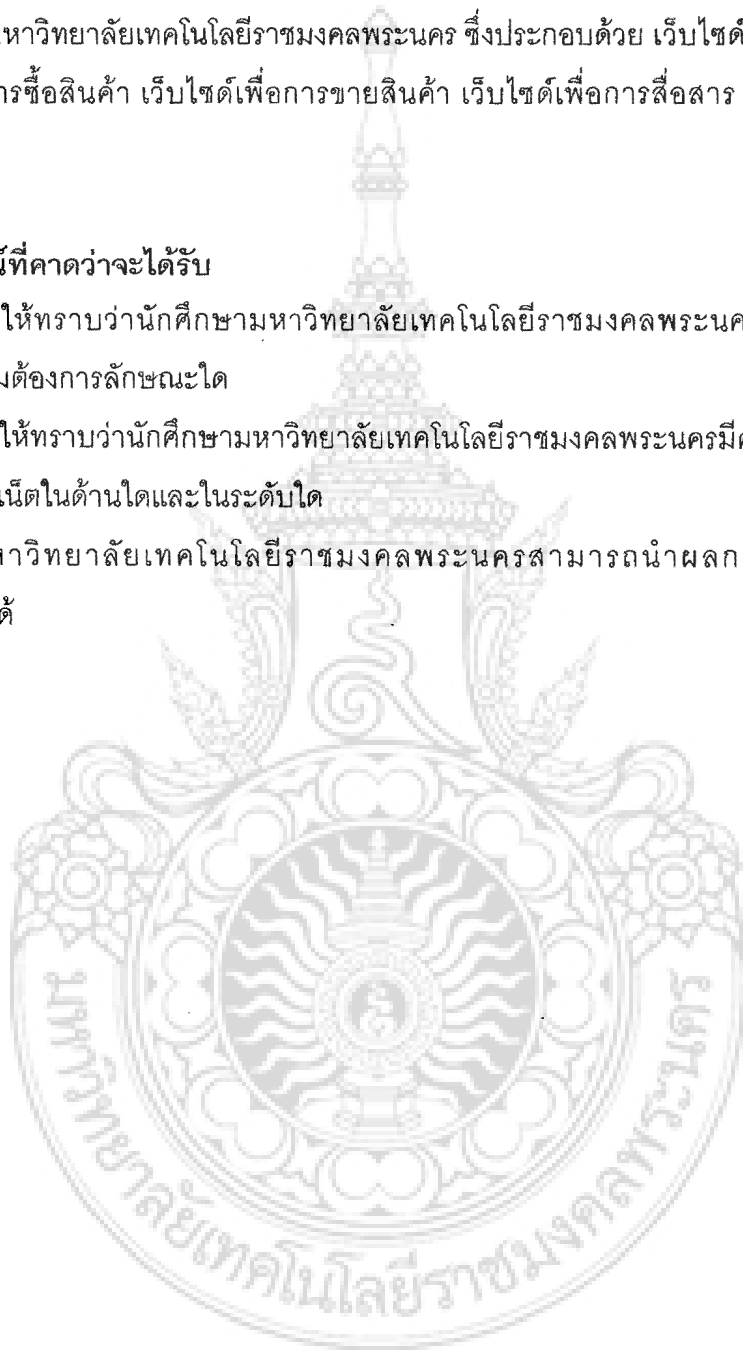 มหาวิทยาลัยเทคโนโลยีราชมงคลพระนคร ซึ่งประกอบด้วย เว็บไซต์
ารซื้อสินค้า เว็บไซต์เพื่อการขายสินค้า เว็บไซต์เพื่อการสื่อสาร
น์ที่คาดว่าจะได้รับ
ให้ทราบว่านักศึกษามหาวิทยาลัยเทคโนโลยีราชมงคลพระนค
มต้องการลักษณะใด
ให้ทราบว่านักศึกษามหาวิทยาลัยเทคโนโลยีราชมงคลพระนครมี
เน็ตในด้านใดและในระดับใด
หาวิทยาลัยเทคโนโลยีราชมงคลพระนครสามารถนำผลก
ด้
มหาวิทยาลัยเทคโนโลยีราชมงคลพระนคร